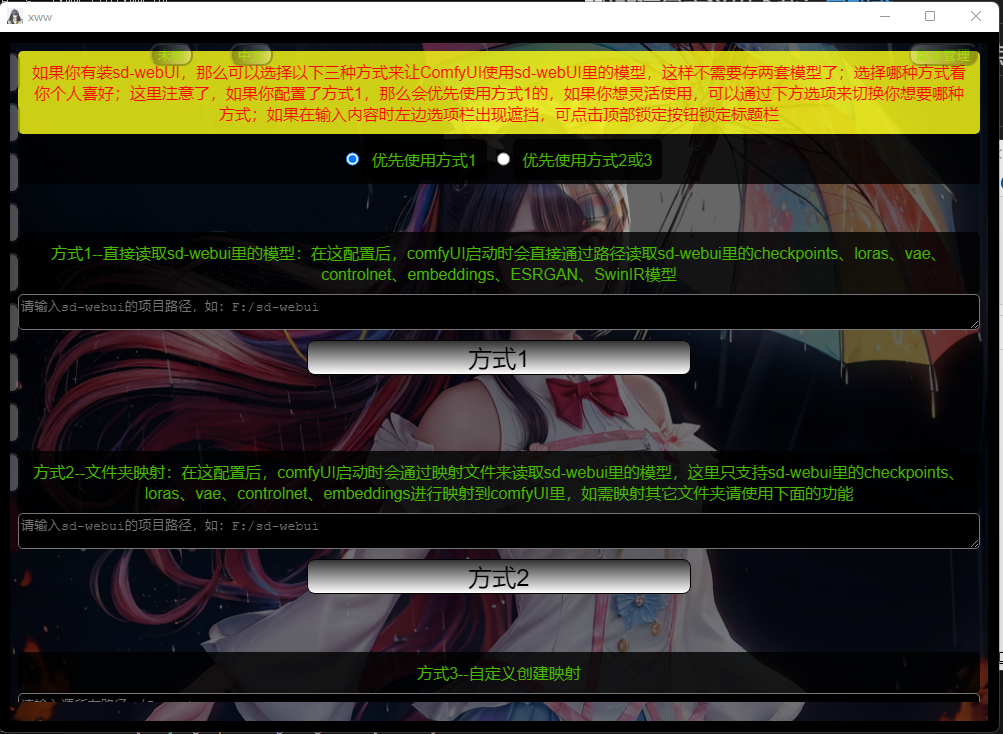 xww
未
中
管理
如果你有装sd-webUI，那么可以选择以下三种方式来让ComfyUI使用sd-webUI里的模型，这样不需要存两套模型了；选择哪种方式看
你个人喜好；这里注意了，如果你配置了方式1，那么会优先使用方式1的，如果你想灵活使用，可以通过下方选项来切换你想要哪种
方式；如果在输入内容时左边选项栏出现遮挡，可点击顶部锁定按钮锁定标题栏
优先使用方式1 优先使用方式2或3
方式1--直接读取sd-webui里的模型：在这配置后，comfyUI启动时会直接通过路径读取sd-webui里的checkpoints、loras、vae、
controlnet、embeddings、ESRGAN、SwinIR模型
请输入sd-webui的项目路径，如：F:/sd-webui
方式1
方式2--文件夹映射：在这配置后，comfyUI启动时会通过映射文件来读取sd-webui里的模型，这里只支持sd-webui里的checkpoints、
loras、vae、controlnet、embeddings进行映射到comfyUI里，如需映射其它文件夹请使用下面的功能
请输入sd-webui的项目路径，如：F:/sd-webui
方式2
方式3--自定义创建映射